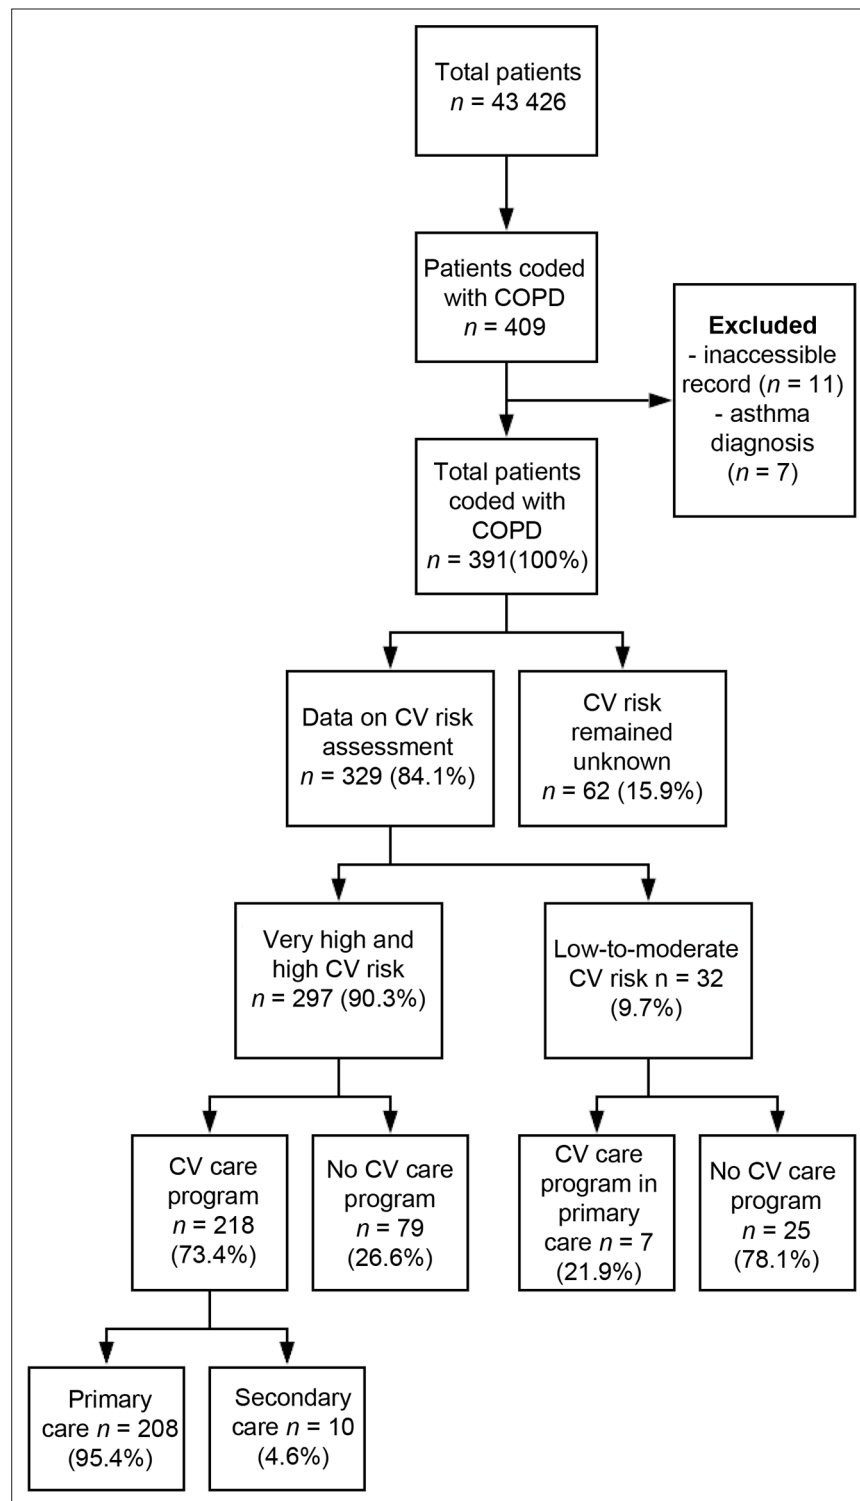 Total patients
n = 43 426
Patients coded
with COPD
n = 409
Excluded
- inaccessible
record (n = 11)
- asthma
diagnosis
(n = 7)
Total patients
coded with
COPD
n = 391(100%)
Data on CV risk
assessment
n = 329 (84.1%)
CV risk
remained
unknown
n = 62 (15.9%)
Very high and
high CV risk
n = 297 (90.3%)
Low-to-moderate
CV risk n = 32
(9.7%)
CV care
program
n = 218
(73.4%)
No CV care
program
n = 79
(26.6%)
CV care
program in
primary
care n = 7
(21.9%)
No CV care
program
n = 25
(78.1%)
Primary
care n = 208
(95.4%)
Secondary
care n = 10
(4.6%)